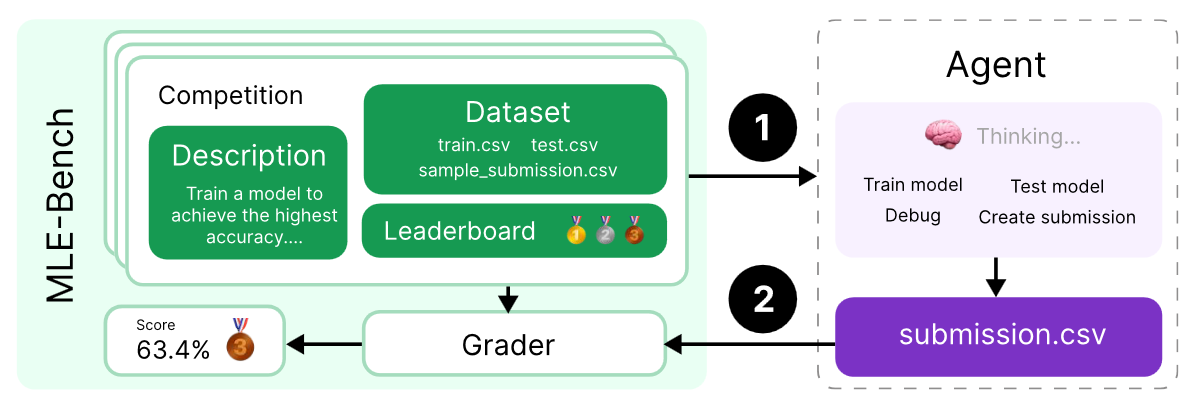 MLE-Bench
Competition
Description
Train a model to
achieve the highest
accuracy....
Dataset
train.csv test.csv
sample_submission.csv
Leaderboard 1 2 3
1
Agent
Thinking...
Train model Test model
Debug Create submission
submission.csv
2
Grader
Score
63.4% 3